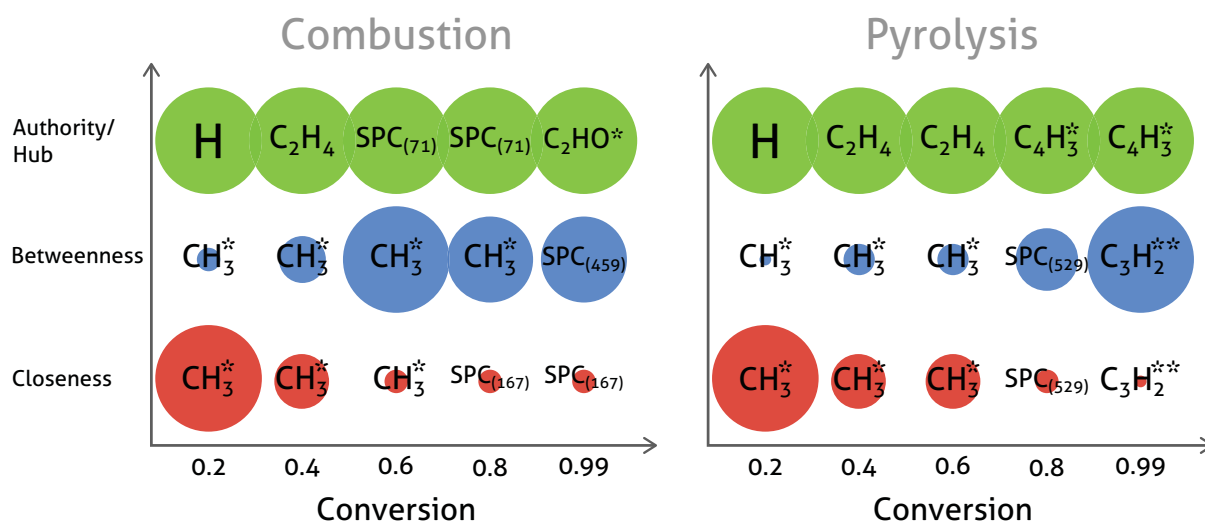 Combustion
Authority/
Hub
H C₂H₄ SPC₍₇₁₎ SPC₍₇₁₎ C₂HO*
Betweenness
CH₃* CH₃* CH₃* CH₃* SPC₍₄₅₉₎
Closeness
CH₃* CH₃* CH₃* SPC₍₁₆₇₎ SPC₍₁₆₇₎
0.2 0.4 0.6 0.8 0.99
Conversion
Pyrolysis
H C₂H₄ C₂H₄ C₄H₃* C₄H₃*
CH₃* CH₃* CH₃* SPC₍₅₂₉₎ C₃H₂**
CH₃* CH₃* CH₃* SPC₍₅₂₉₎ C₃H₂**
0.2 0.4 0.6 0.8 0.99
Conversion